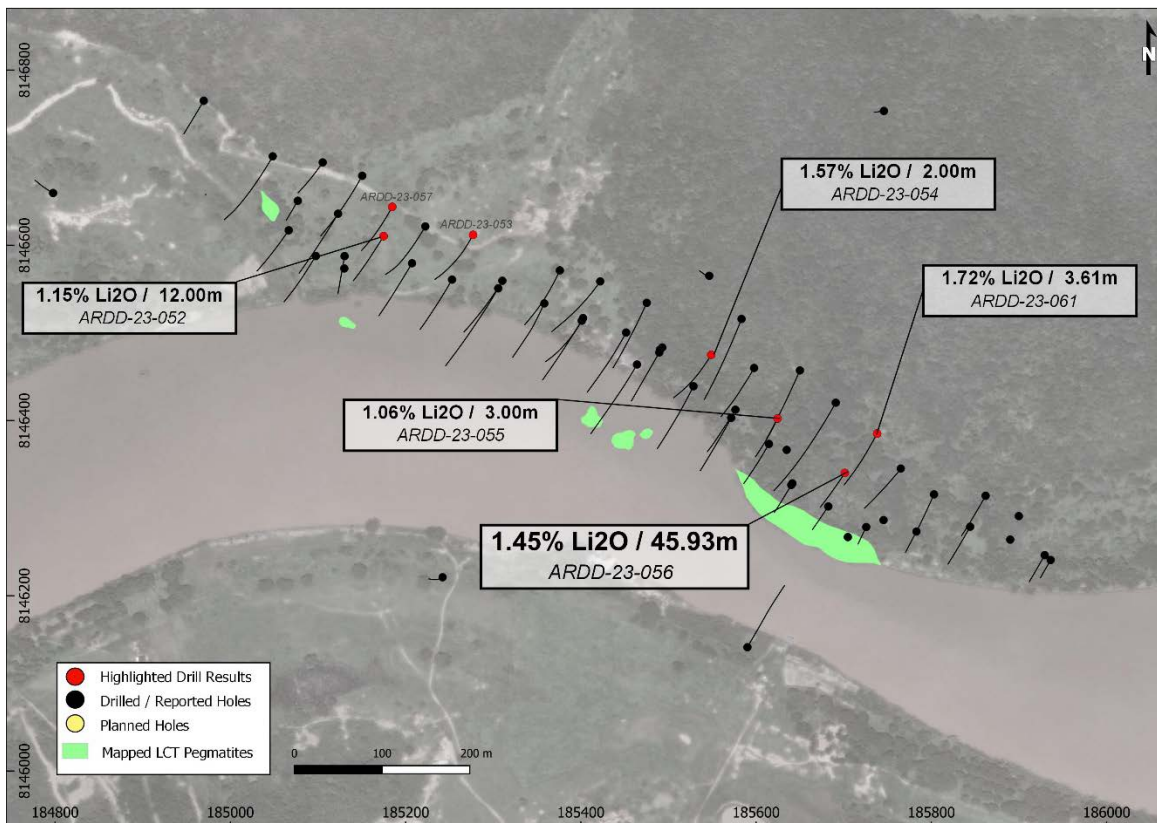 N
8146800
8146600
8146400
8146200
8146000
ARDD-23-057
ARDD-23-053
1.57% Li2O / 2.00m
ARDD-23-054
1.15% Li2O / 12.00m
ARDD-23-052
1.72% Li2O / 3.61m
ARDD-23-061
1.06% Li2O / 3.00m
ARDD-23-055
1.45% Li2O / 45.93m
ARDD-23-056
Highlighted Drill Results
Drilled / Reported Holes
Planned Holes
Mapped LCT Pegmatites
0 100 200 m
184800 185000 185200 185400 185600 185800 186000